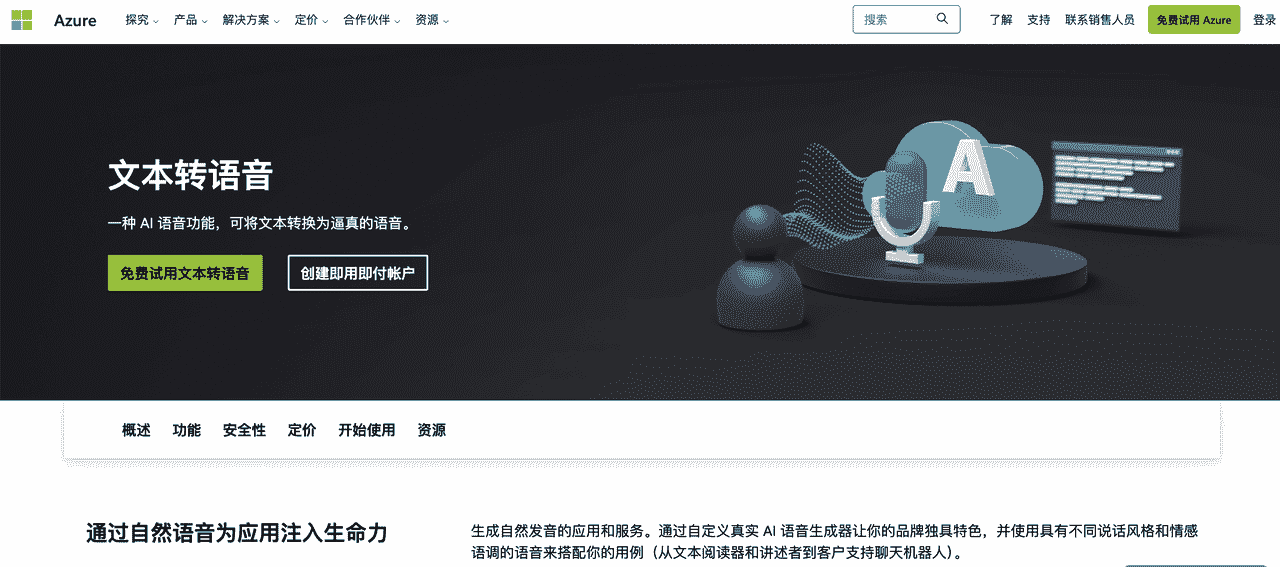 Azure 探究 产品 解决方案 定价 合作伙伴 资源 搜索 了解 支持 联系销售人员 免费试用 Azure 登录
A
文本转语音
一种 AI 语音功能，可将文本转换为逼真的语音。
免费试用文本转语音 创建即用即付帐户
概述 功能 安全性 定价 开始使用 资源
通过自然语音为应用注入生命力
生成自然发音的应用和服务。通过自定义真实 AI 语音生成器让你的品牌独具特色，并使用具有不同说话风格和情感
语调的语音来搭配你的用例（从文本阅读器和讲述者到客户支持聊天机器人）。